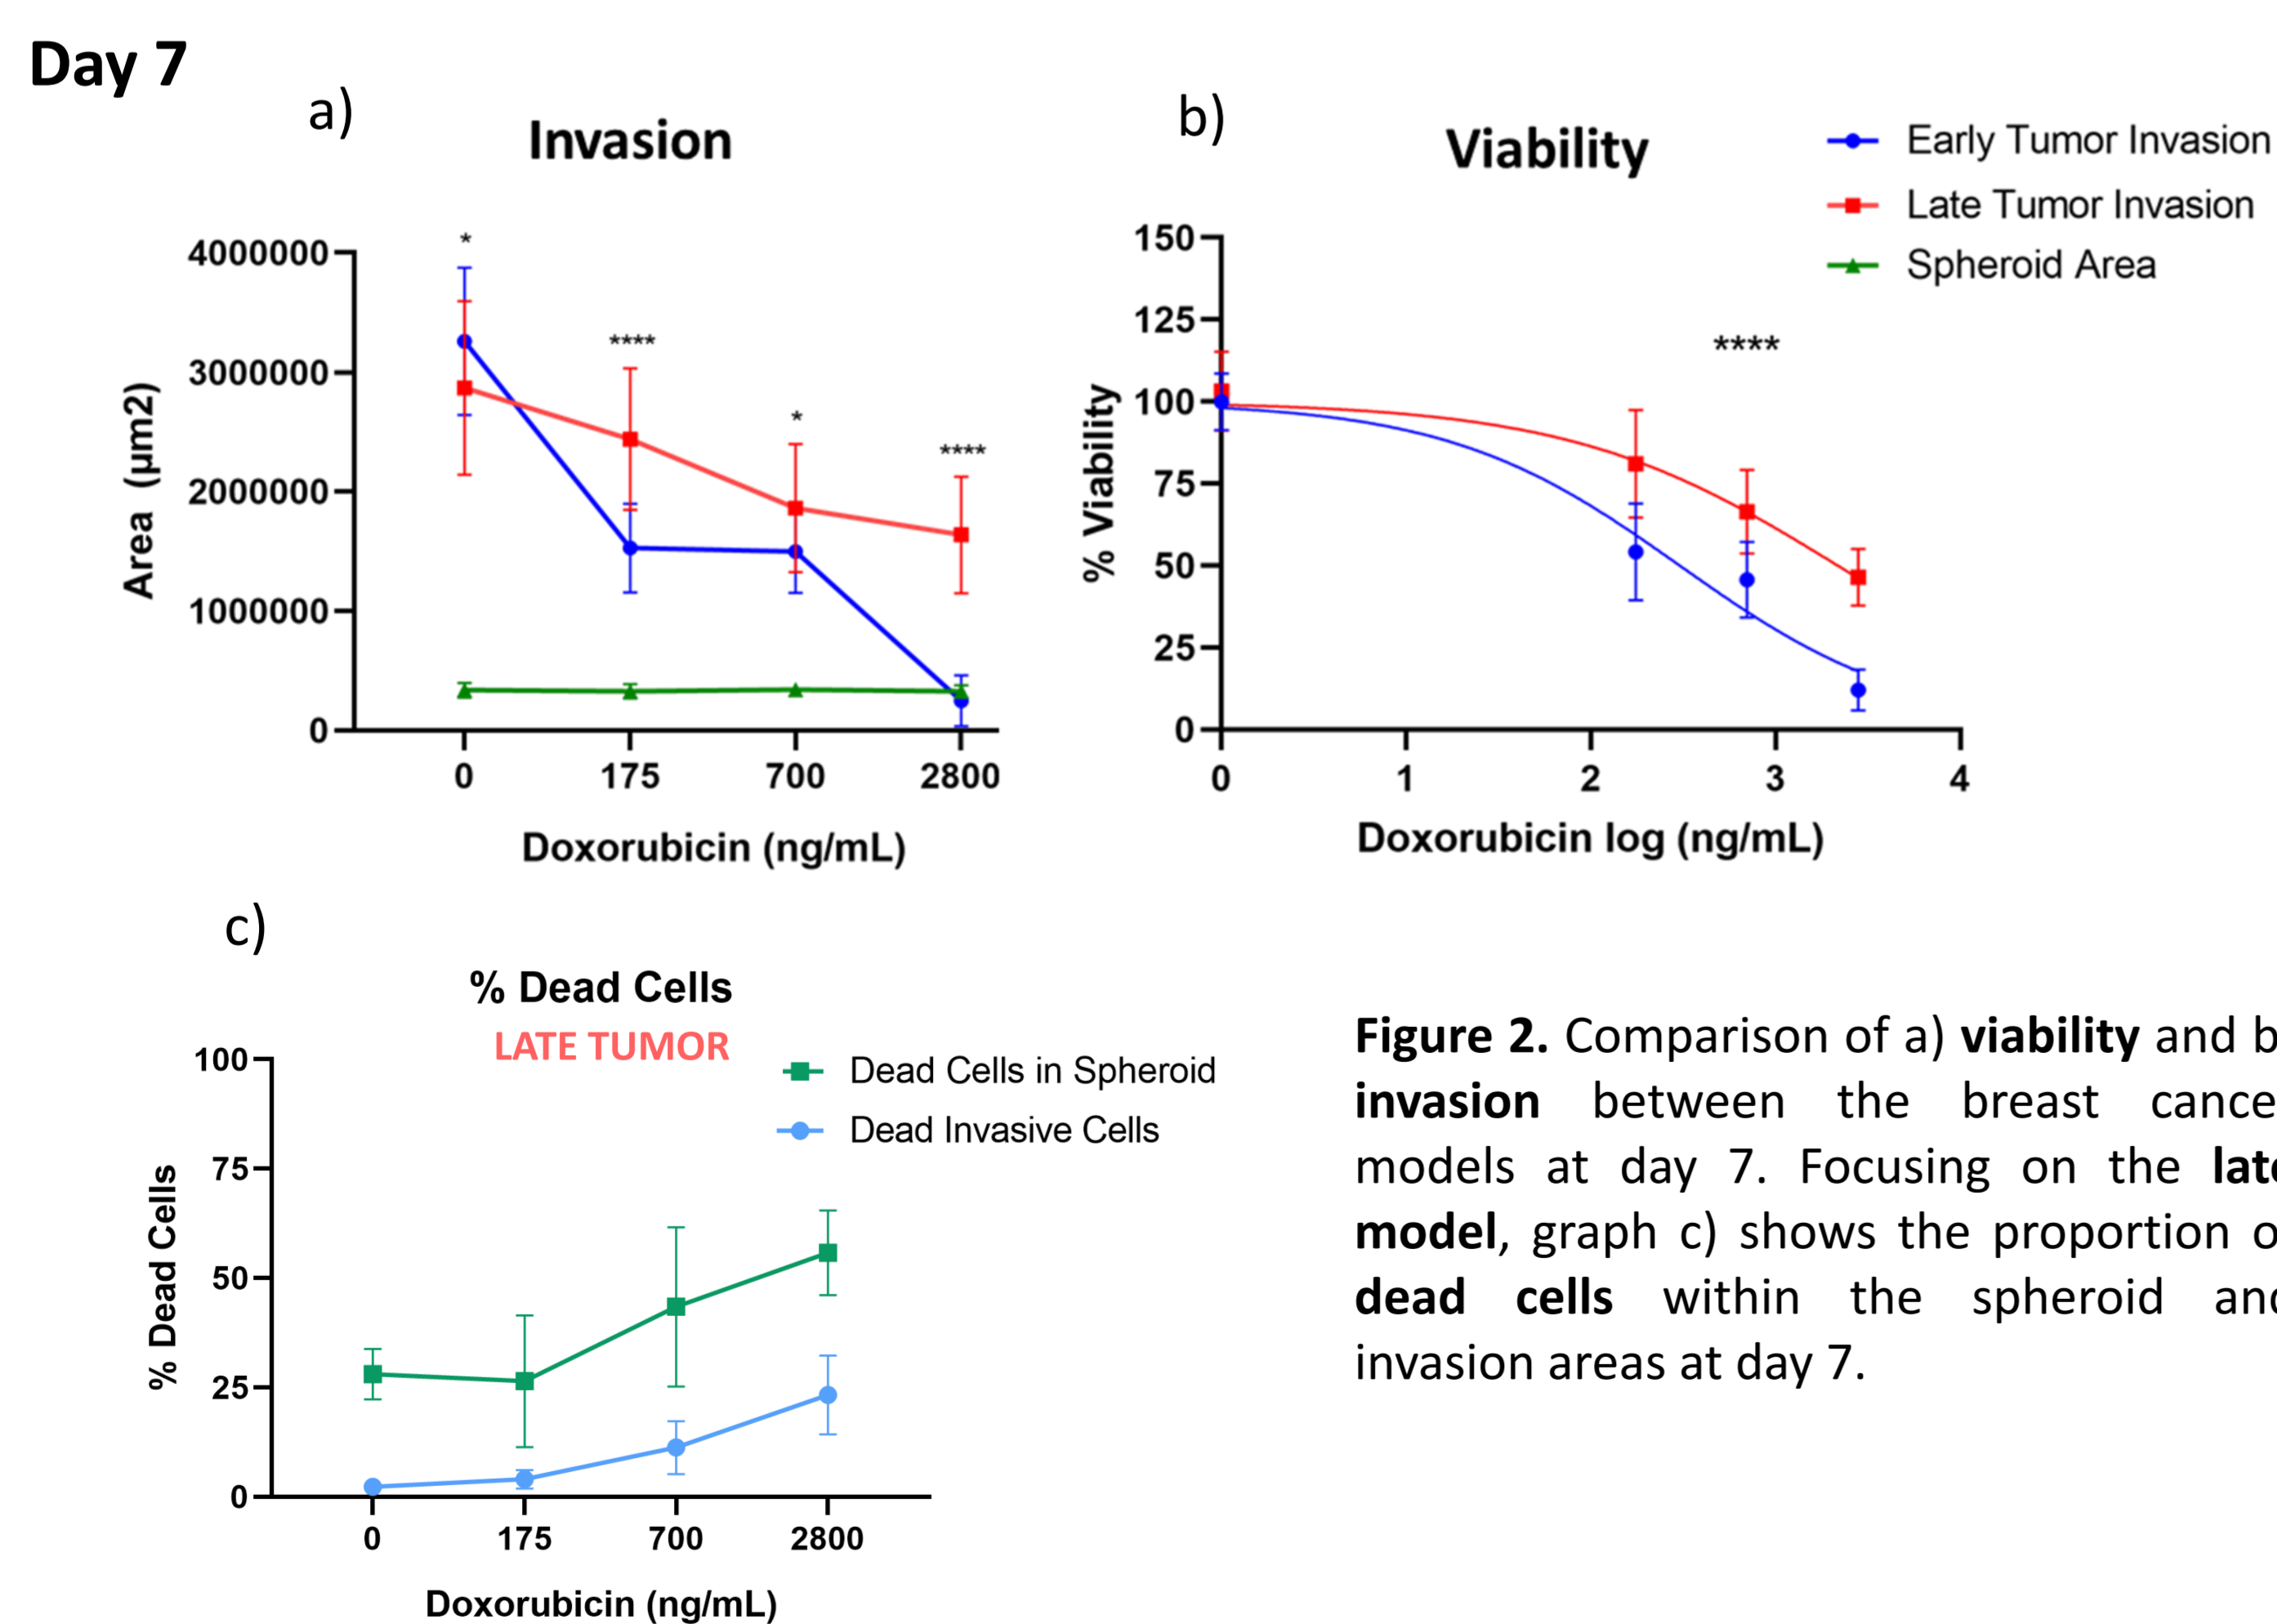 Day 7
a)
Invasion
*
****
*
****
4000000
3000000
2000000
1000000
0
Area (µm2)
0 175 700 2800
Doxorubicin (ng/mL)
b)
Viability
Early Tumor Invasion
Late Tumor Invasion
Spheroid Area
****
150
125
100
75
50
25
0
% Viability
0 1 2 3 4
Doxorubicin log (ng/mL)
c)
% Dead Cells
LATE TUMOR
Dead Cells in Spheroid
Dead Invasive Cells
100
75
50
25
0
% Dead Cells
0 175 700 2800
Doxorubicin (ng/mL)
Figure 2. Comparison of a) viability and b
invasion between the breast cance
models at day 7. Focusing on the late
model, graph c) shows the proportion o
dead cells within the spheroid and
invasion areas at day 7.